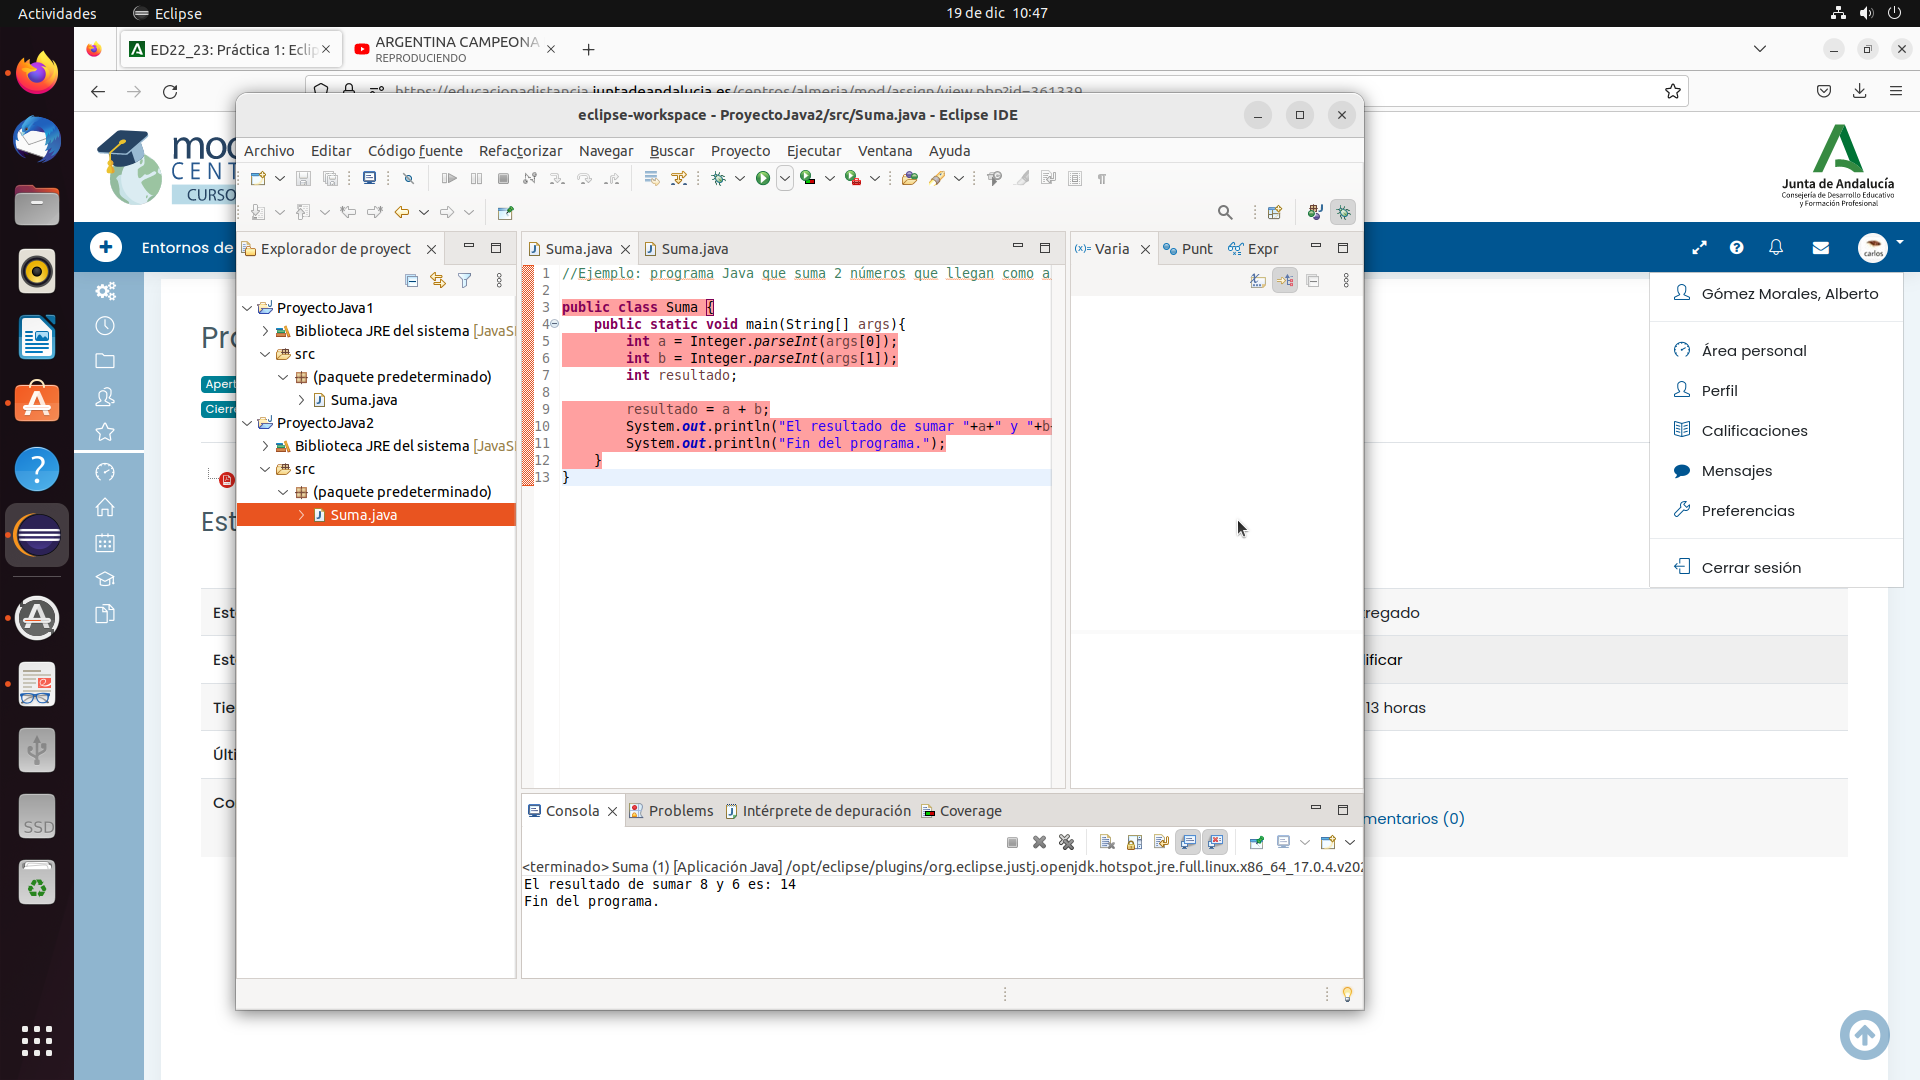 Actividades
Eclipse
19 de dic 10:47
ED22_23: Práctica 1: Eclip
ARGENTINA CAMPEONA
REPRODUCIENDO
https://educacionadistancia.juntadeandalucia.es/centros/almeria/mod/assign/view.php?id=361339
CURSO
Junta de Andalucía
Consejería de Desarrollo Educativo
y Formación Profesional
Entornos de
carlos
eclipse-workspace - ProyectoJava2/src/Suma.java - Eclipse IDE
Archivo Editar Código fuente Refactorizar Navegar Buscar Proyecto Ejecutar Ventana Ayuda
Explorador de proyect
ProyectoJava1
Biblioteca JRE del sistema [JavaS
src
(paquete predeterminado)
Suma.java
ProyectoJava2
Biblioteca JRE del sistema [JavaS
src
(paquete predeterminado)
Suma.java
Suma.java
Suma.java
1 //Ejemplo: programa Java que suma 2 números que llegan como a
2
3 public class Suma {
4 public static void main(String[] args){
5 int a = Integer.parseInt(args[0]);
6 int b = Integer.parseInt(args[1]);
7 int resultado;
8
9 resultado = a + b;
10 System.out.println("El resultado de sumar "+a+" y "+b
11 System.out.println("Fin del programa.");
12 }
13 }
(x)= Varia
Punt
Expr
Consola
Problems
Intérprete de depuración
Coverage
<terminado> Suma (1) [Aplicación Java] /opt/eclipse/plugins/org.eclipse.justj.openjdk.hotspot.jre.full.linux.x86_64_17.0.4.v202
El resultado de sumar 8 y 6 es: 14
Fin del programa.
Gómez Morales, Alberto
Área personal
Perfil
Calificaciones
Mensajes
Preferencias
Cerrar sesión
Pro
Apert
Cierr
Est
Est
regado
Est
ificar
Tie
13 horas
Últi
Co
mentarios (0)
SSD